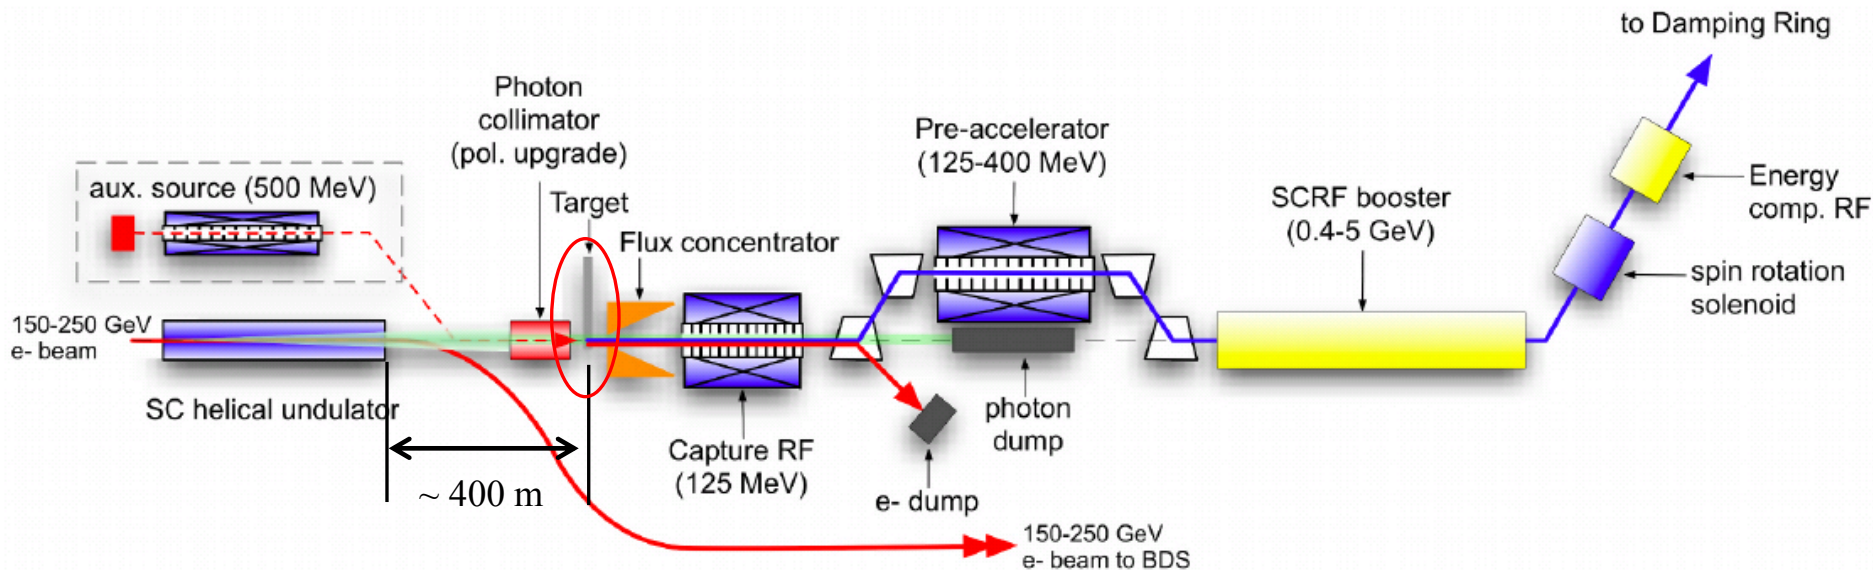 to Damping Ring
Photon
collimator
(pol. upgrade)
Pre-accelerator
(125-400 MeV)
aux. source (500 MeV)
Target
Flux concentrator
SCRF booster
(0.4-5 GeV)
Energy
comp. RF
spin rotation
solenoid
150-250 GeV
e- beam
SC helical undulator
~ 400 m
Capture RF
(125 MeV)
photon
dump
e- dump
150-250 GeV
e- beam to BDS